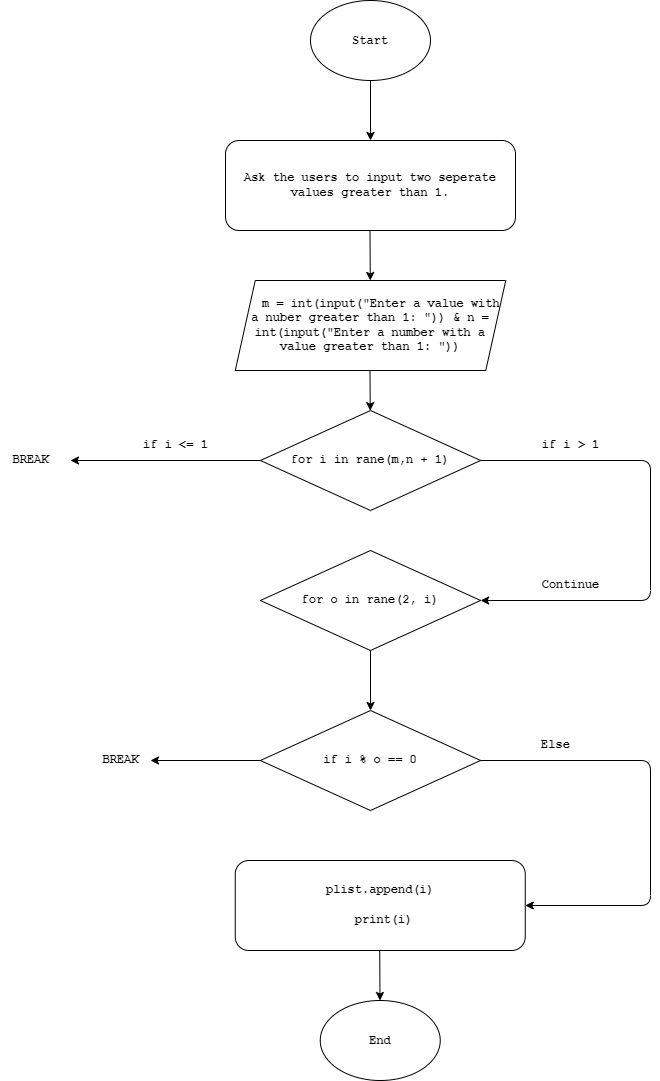 Start
Ask the users to input two seperate
values greater than 1.
m = int(input("Enter a value with
a nuber greater than 1: ")) & n =
int(input("Enter a number with a
value greater than 1: "))
if i <= 1
if i > 1
BREAK
for i in rane(m,n + 1)
Continue
for o in rane(2, i)
Else
BREAK
if i % o == 0
plist.append(i)
print(i)
End